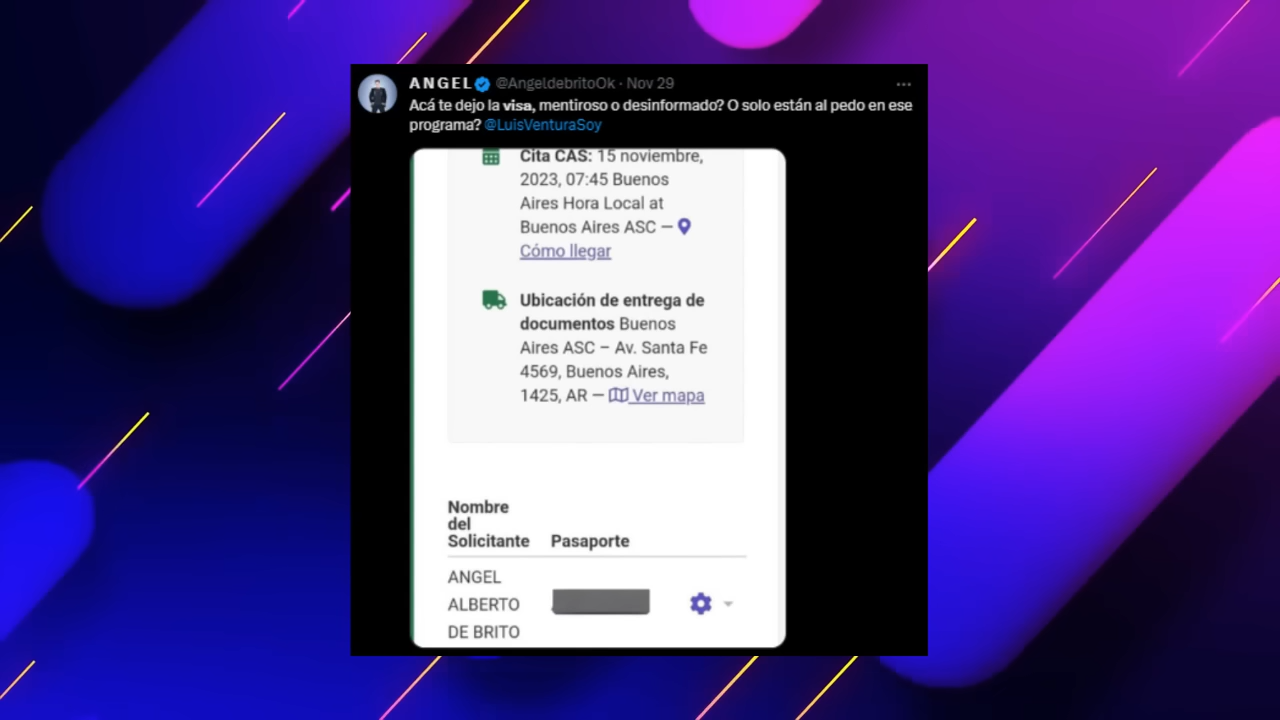 ANGEL @AngeldebritoOk · Nov 29
Acá te dejo la visa, mentiroso o desinformado? O solo están al pedo en ese
programa? @LuisVenturaSoy
Cita CAS: 15 noviembre,
2023, 07:45 Buenos
Aires Hora Local at
Buenos Aires ASC –
Cómo llegar
Ubicación de entrega de
documentos Buenos
Aires ASC – Av. Santa Fe
4569, Buenos Aires,
1425, AR – Ver mapa
Nombre
del
Solicitante Pasaporte
ANGEL
ALBERTO
DE BRITO